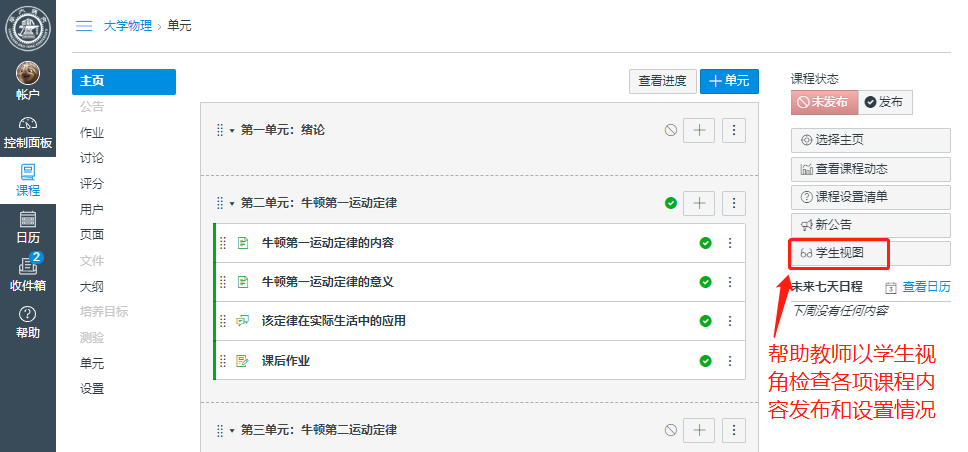 大学物理 › 单元
帐户
控制面板
课程
日历
2
收件箱
帮助
主页
公告
作业
讨论
评分
用户
页面
文件
大纲
培养目标
测验
单元
设置
查看进度
+ 单元
第一单元：绪论
第二单元：牛顿第一运动定律
牛顿第一运动定律的内容
牛顿第一运动定律的意义
该定律在实际生活中的应用
课后作业
第三单元：牛顿第二运动定律
课程状态
未发布 发布
选择主页
查看课程动态
课程设置清单
新公告
学生视图
未来七天日程 3 查看日历
下周没有任何内容
帮助教师以学生视
角检查各项课程内
容发布和设置情况